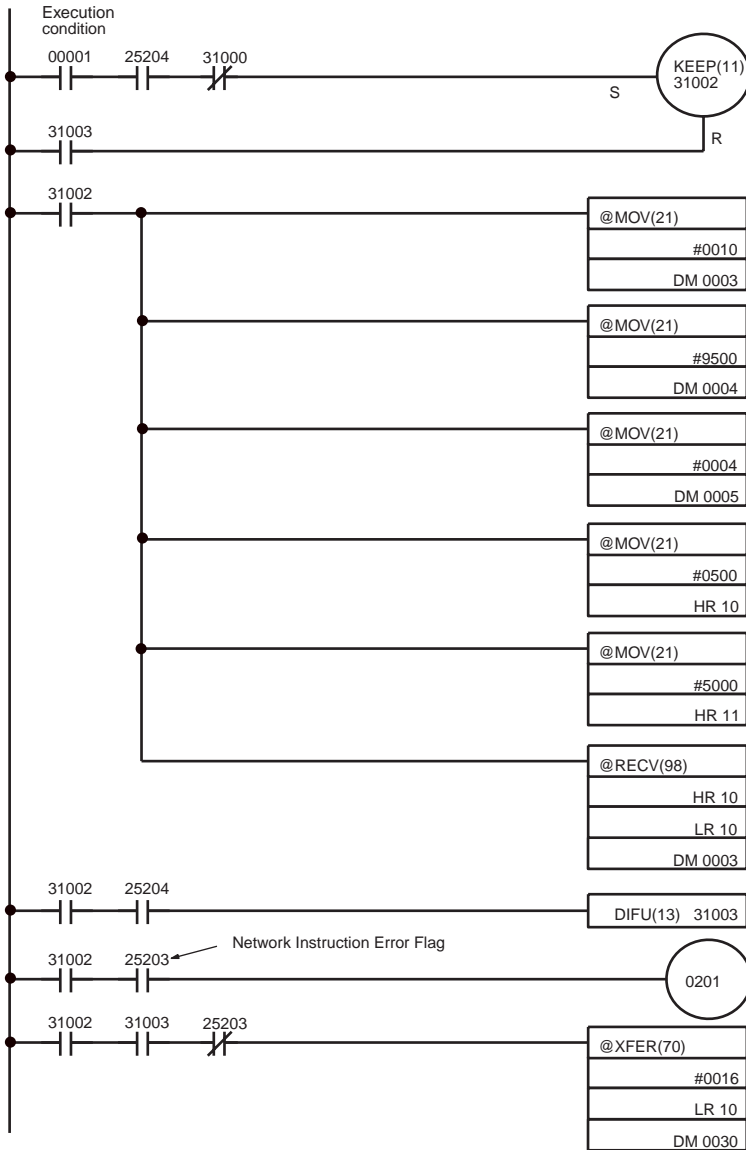 Execution
condition
00001 25204 31000
KEEP(11)
31002
S
R
31003
31002
@MOV(21)
#0010
DM 0003
@MOV(21)
#9500
DM 0004
@MOV(21)
#0004
DM 0005
@MOV(21)
#0500
HR 10
@MOV(21)
#5000
HR 11
@RECV(98)
HR 10
LR 10
DM 0003
31002 25204
DIFU(13) 31003
Network Instruction Error Flag
31002 25203
0201
31002 31003 25203
@XFER(70)
#0016
LR 10
DM 0030